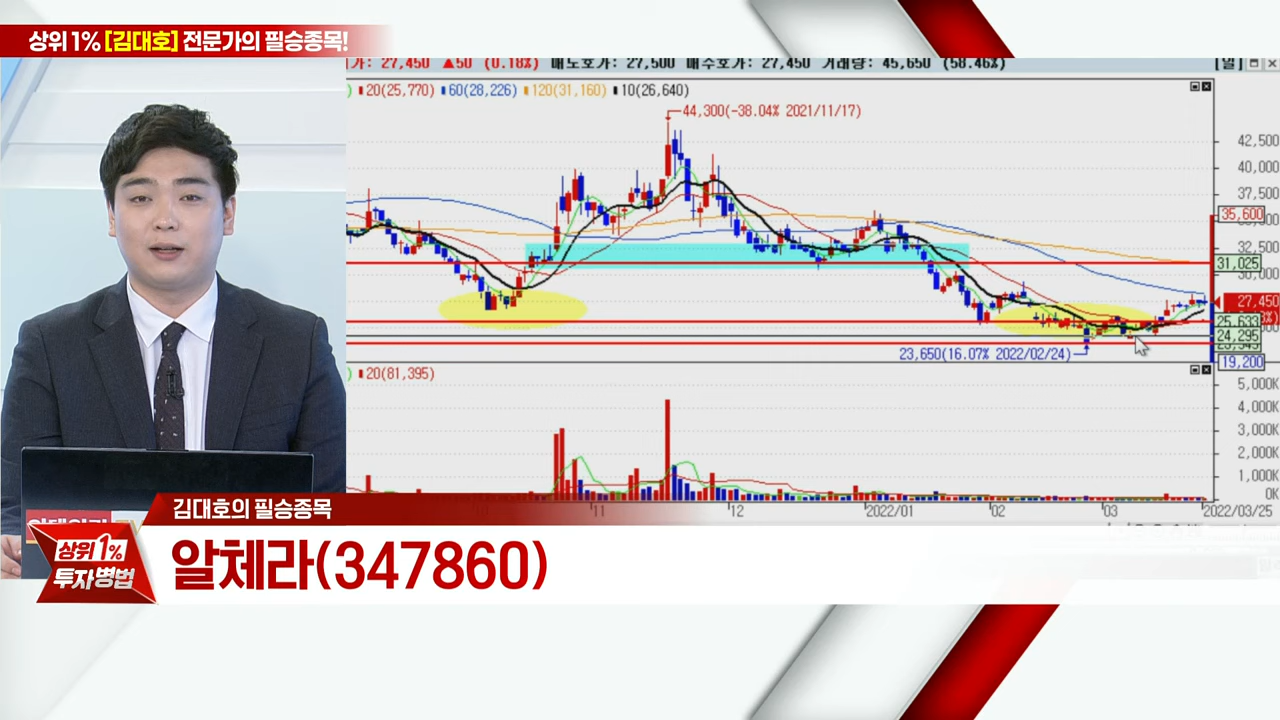 상위 1% [김대호] 전문가의 필승종목!
가: 27,450 ▲50 (0.18%) 매도호가: 27,500 매수호가: 27,450 거래량: 45,650 (58.46%) [일]
) 20(25,770) 60(28,226) 120(31,160) 10(26,640)
44,300(-38.04% 2021/11/17)
42,500
40,000
37,500
35,600
32,500
31,025
30,000
27,450
25,633
24,295
19,200
23,650(16.07% 2022/02/24)
) 20(81,395)
5,000K
4,000K
3,000K
2,000K
1,000K
0K
11 12 2022/01 02 03 2022/03/25
김대호의 필승종목
상위 1%
투자병법
알체라(347860)